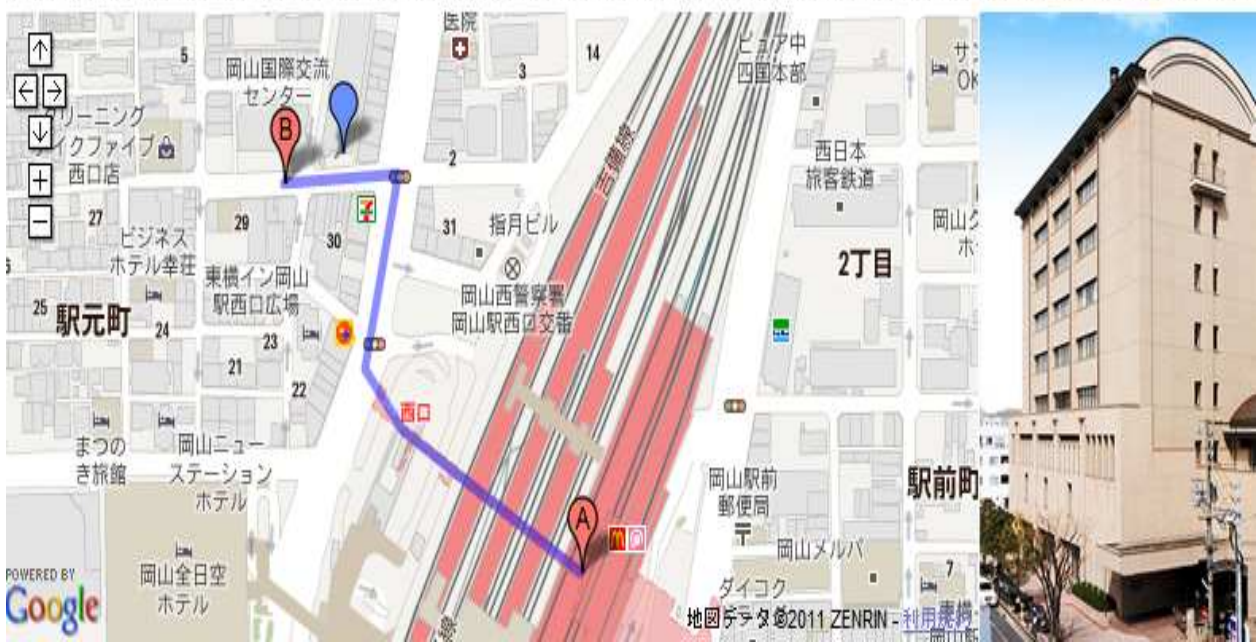 医院
5
岡山国際交流
センター
3
14
ピュア中
四国本部
サン
OK
クリーニング
イクファイブ
西口店
B
2
西日本
旅客鉄道
27
29
30
31
指月ビル
ビジネス
ホテル幸荘
東横イン岡山
駅西口広場
岡山西警察署
岡山駅西口交番
吉備線
2丁目
25
駅元町
24
23
21
22
西口
まつの
き旅館
岡山ニュー
ステーション
ホテル
A
岡山駅前
郵便局
駅前町
岡山メルパ
7
岡山全日空
ホテル
ダイコク
POWERED BY
Google
地図データ ©2011 ZENRIN - 利用規約